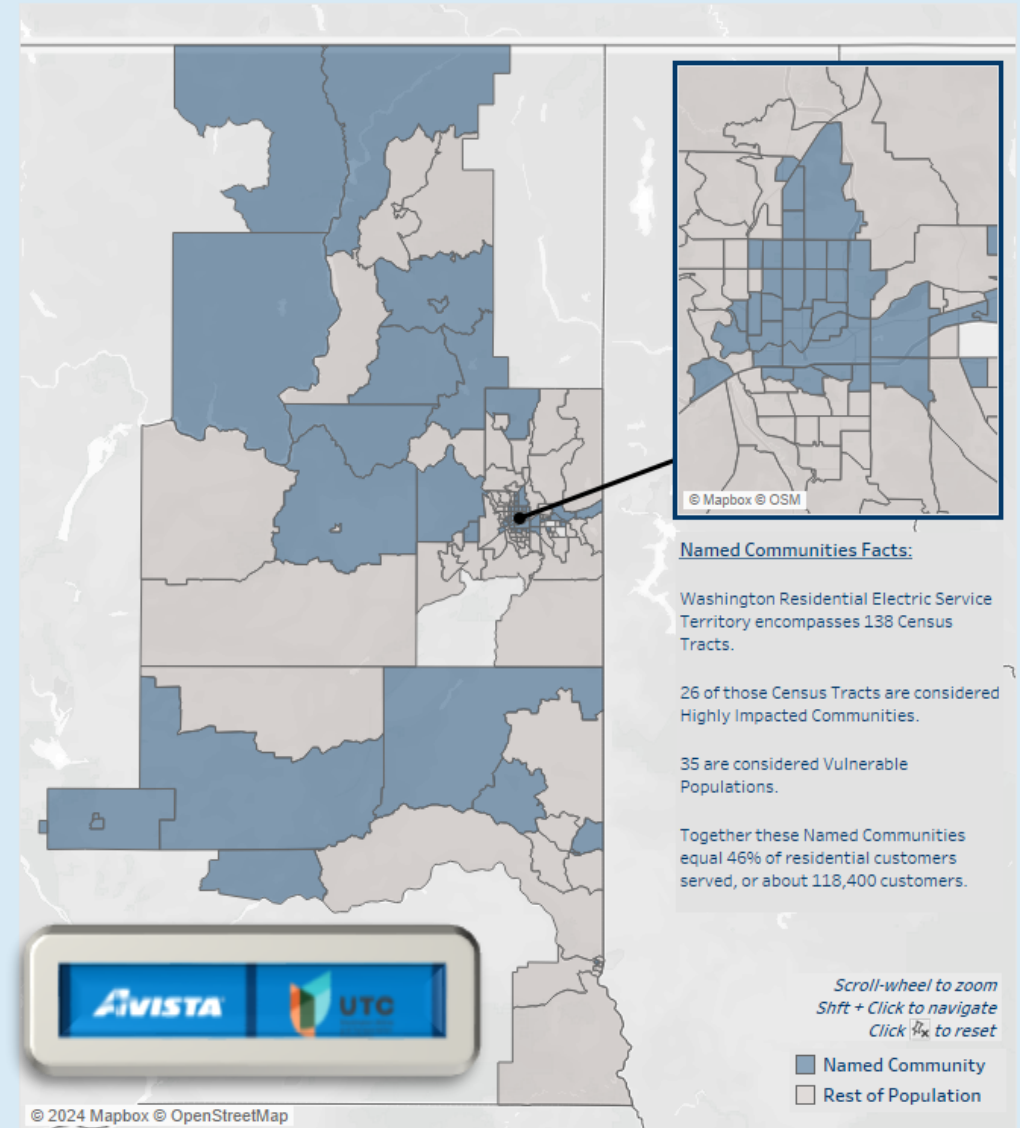 © Mapbox © OSM
Named Communities Facts:
Washington Residential Electric Service
Territory encompasses 138 Census
Tracts.
26 of those Census Tracts are considered
Highly Impacted Communities.
35 are considered Vulnerable
Populations.
Together these Named Communities
equal 46% of residential customers
served, or about 118,400 customers.
AVISTA
UTC
Scroll-wheel to zoom
Shft + Click to navigate
Click to reset
Named Community
Rest of Population
© 2024 Mapbox © OpenStreetMap